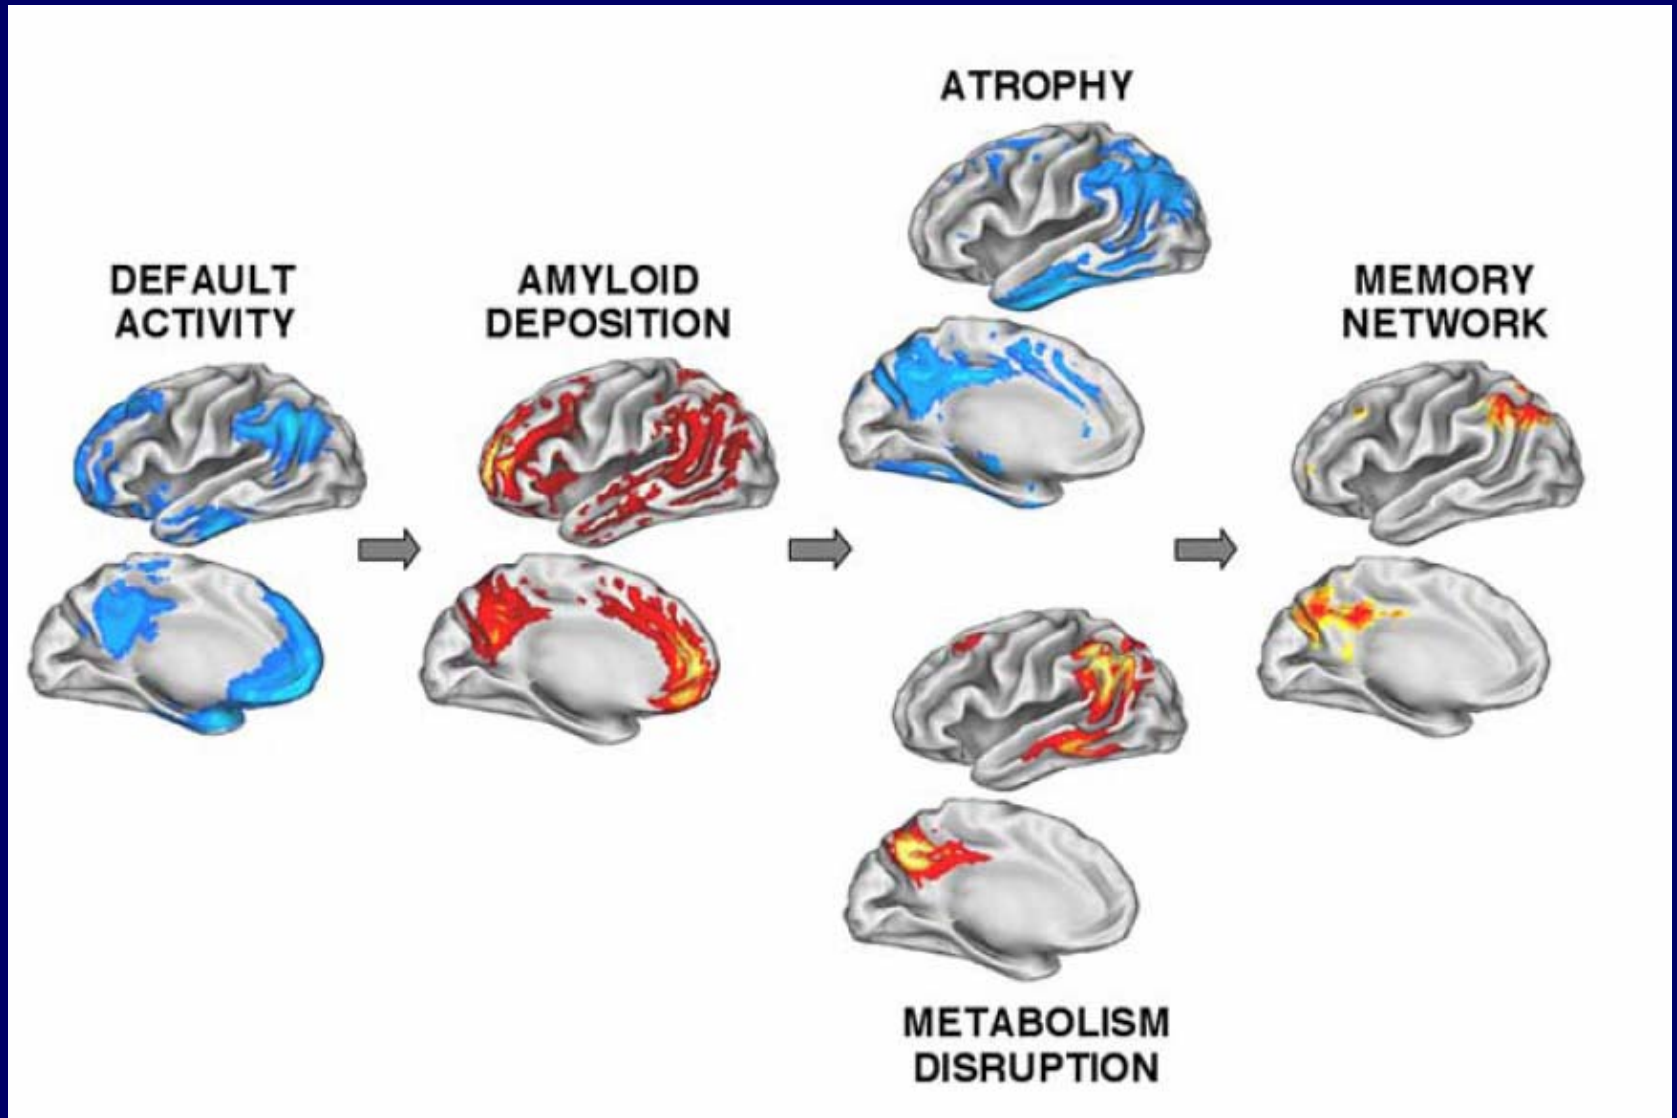 DEFAULT
ACTIVITY
AMYLOID
DEPOSITION
ATROPHY
METABOLISM
DISRUPTION
MEMORY
NETWORK